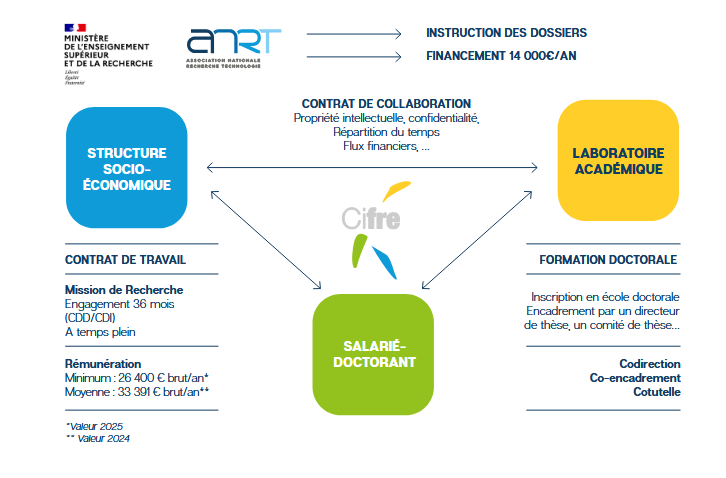 MINISTÈRE
DE L'ENSEIGNEMENT
SUPÉRIEUR
ET DE LA RECHERCHE
Liberté
Égalité
Fraternité
ANRT
ASSOCIATION NATIONALE
RECHERCHE TECHNOLOGIE
INSTRUCTION DES DOSSIERS
FINANCEMENT 14 000€/AN
CONTRAT DE COLLABORATION
Propriété intellectuelle, confidentialité,
Répartition du temps
Flux financiers, ...
STRUCTURE
SOCIO-
ÉCONOMIQUE
LABORATOIRE
ACADÉMIQUE
Cifre
CONTRAT DE TRAVAIL
Mission de Recherche
Engagement 36 mois
(CDD/CDI)
A temps plein
Rémunération
Minimum : 26 400 € brut/an*
Moyenne : 33 391 € brut/an**
*Valeur 2025
** Valeur 2024
SALARIÉ-
DOCTORANT
FORMATION DOCTORALE
Inscription en école doctorale
Encadrement par un directeur
de thèse, un comité de thèse...
Codirection
Co-encadrement
Cotutelle